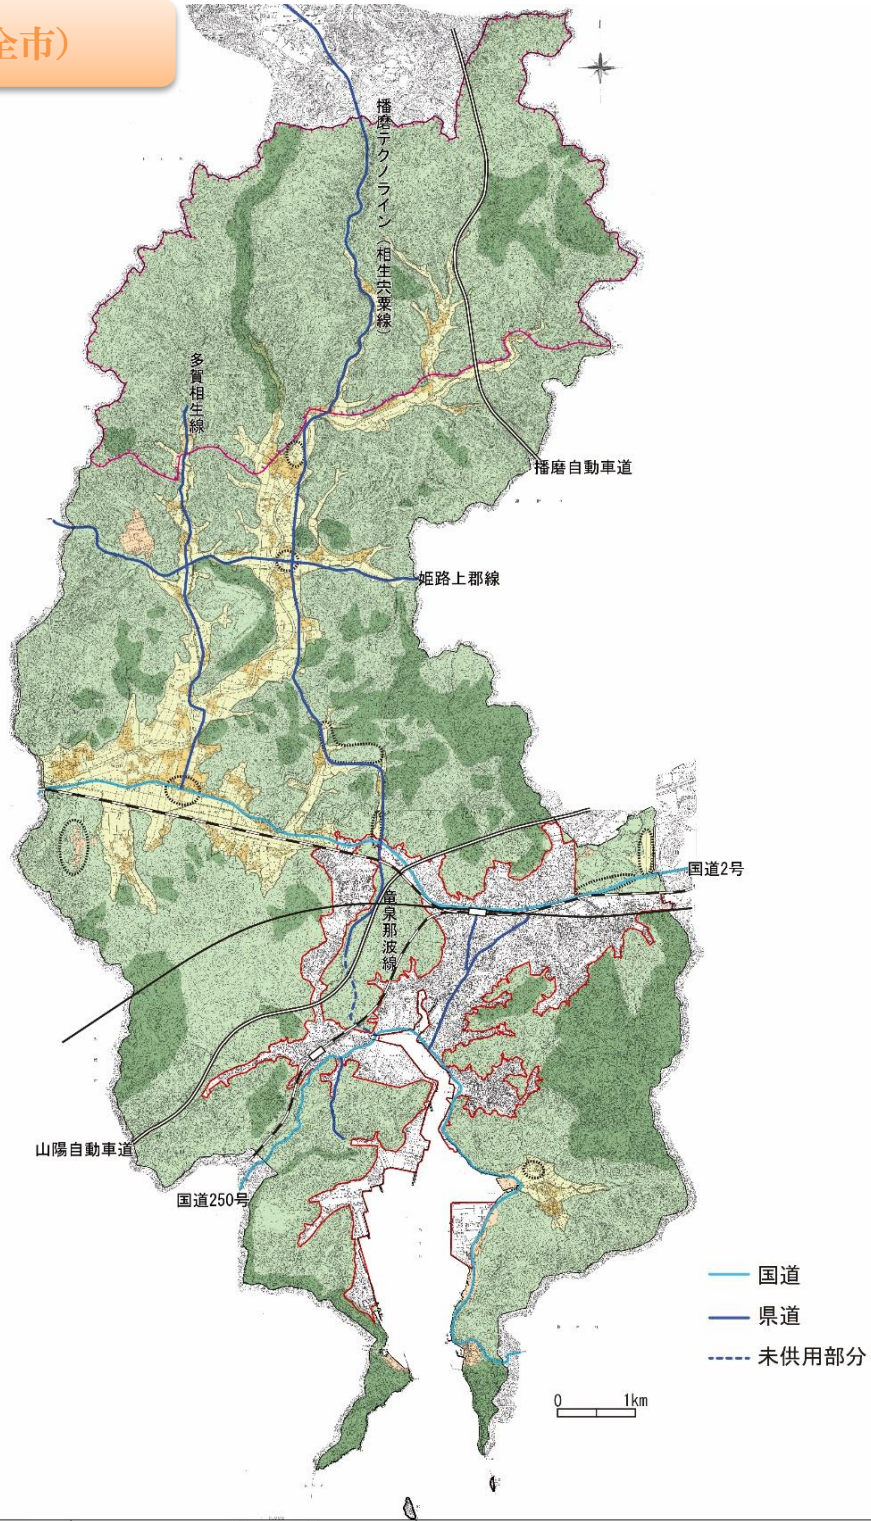 全市）
播磨テクノライン（相生宍粟線）
多賀相生線
播磨自動車道
姫路上郡線
国道2号
竜泉那波線
山陽自動車道
国道250号
国道
県道
未供用部分
0 1km